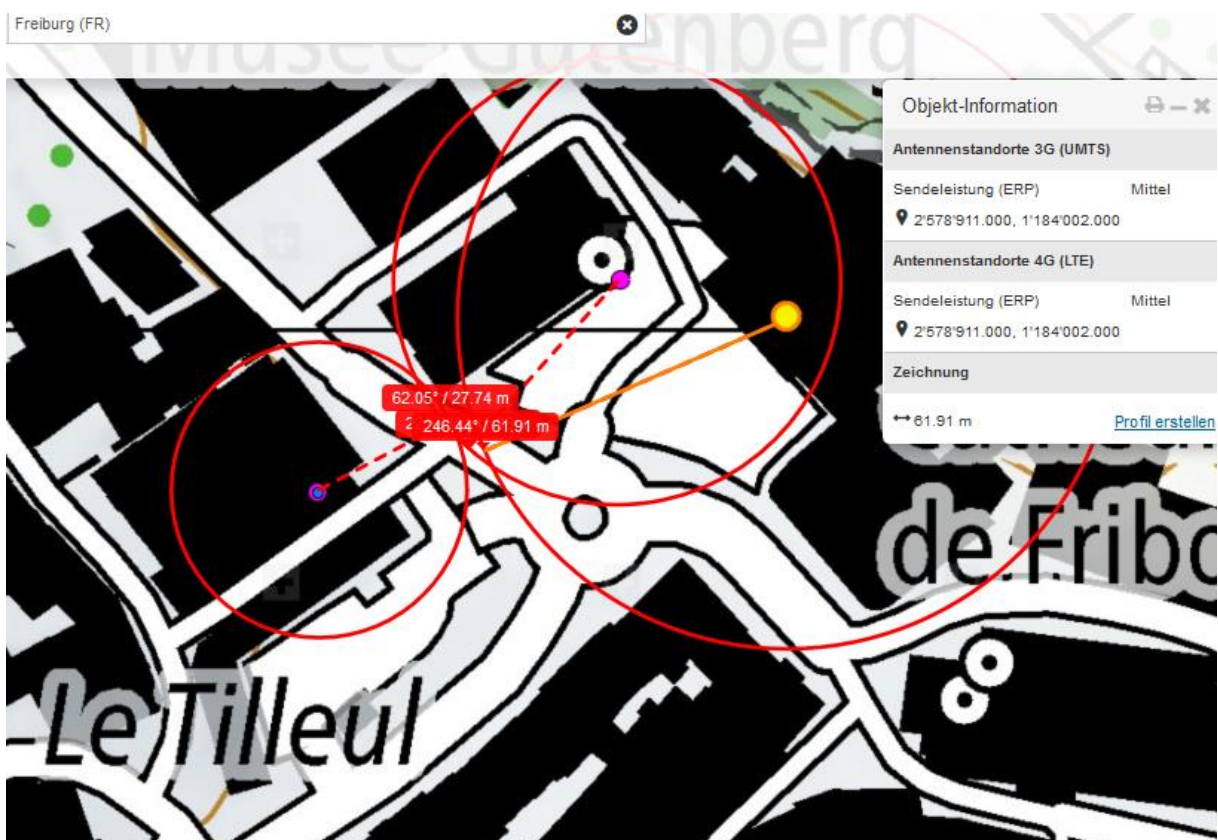 Freiburg (FR)
Musée Gutenberg
Objekt-Information
Antennenstandorte 3G (UMTS)
Sendeleistung (ERP) Mittel
2'578'911.000, 1'184'002.000
Antennenstandorte 4G (LTE)
Sendeleistung (ERP) Mittel
2'578'911.000, 1'184'002.000
Zeichnung
61.91 m Profil erstellen
62.05° / 27.74 m
246.44° / 61.91 m
de Fribo
Le Tilleul